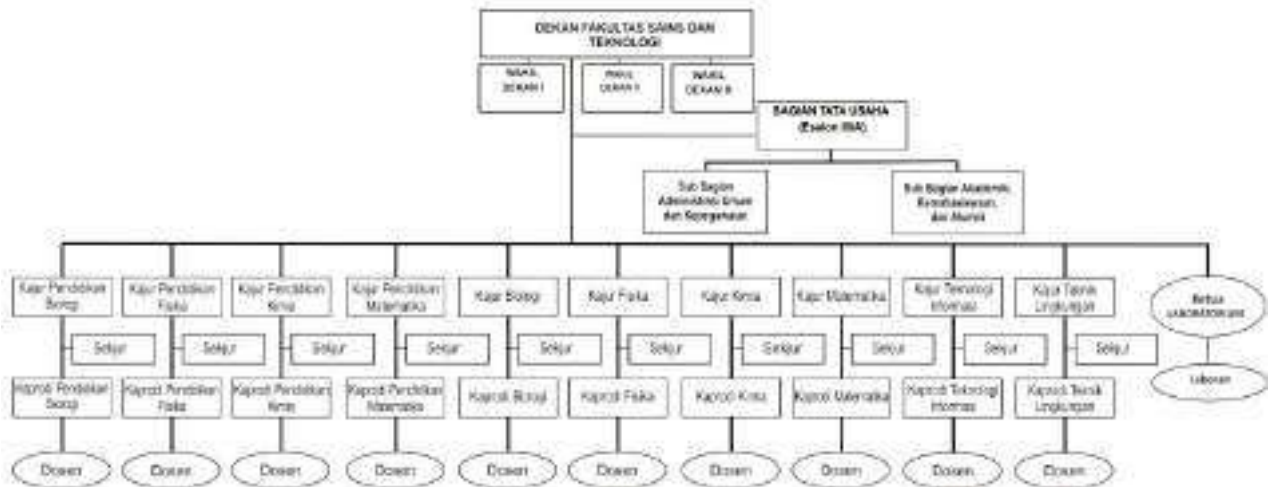 DEKAN FAKULTAS SAINS DAN
TEKNOLOGI
WAKIL
DEKAN I
WAKIL
DEKAN II
WAKIL
DEKAN III
BAGIAN TATA USAHA
(Eselon IIIA)
Sub Bagian
Administrasi Umum
dan Kepegawaian
Sub Bagian Akademik,
Kemahasiswaan,
dan Alumni
Kajur Pendidikan
Biologi
Kajur Pendidikan
Fisika
Kajur Pendidikan
Kimia
Kajur Pendidikan
Matematika
Kajur Biologi
Kajur Fisika
Kajur Kimia
Kajur Matematika
Kajur Teknologi
Informasi
Kajur Teknik
Lingkungan
Ketua
LABORATORIUM
Sekjur
Sekjur
Sekjur
Sekjur
Sekjur
Sekjur
Sekjur
Sekjur
Sekjur
Sekjur
Laboran
Kaprodi Pendidikan
Biologi
Kaprodi Pendidikan
Fisika
Kaprodi Pendidikan
Kimia
Kaprodi Pendidikan
Matematika
Kaprodi Biologi
Kaprodi Fisika
Kaprodi Kimia
Kaprodi Matematika
Kaprodi Teknologi
Informasi
Kaprodi Teknik
Lingkungan
Dosen
Dosen
Dosen
Dosen
Dosen
Dosen
Dosen
Dosen
Dosen
Dosen